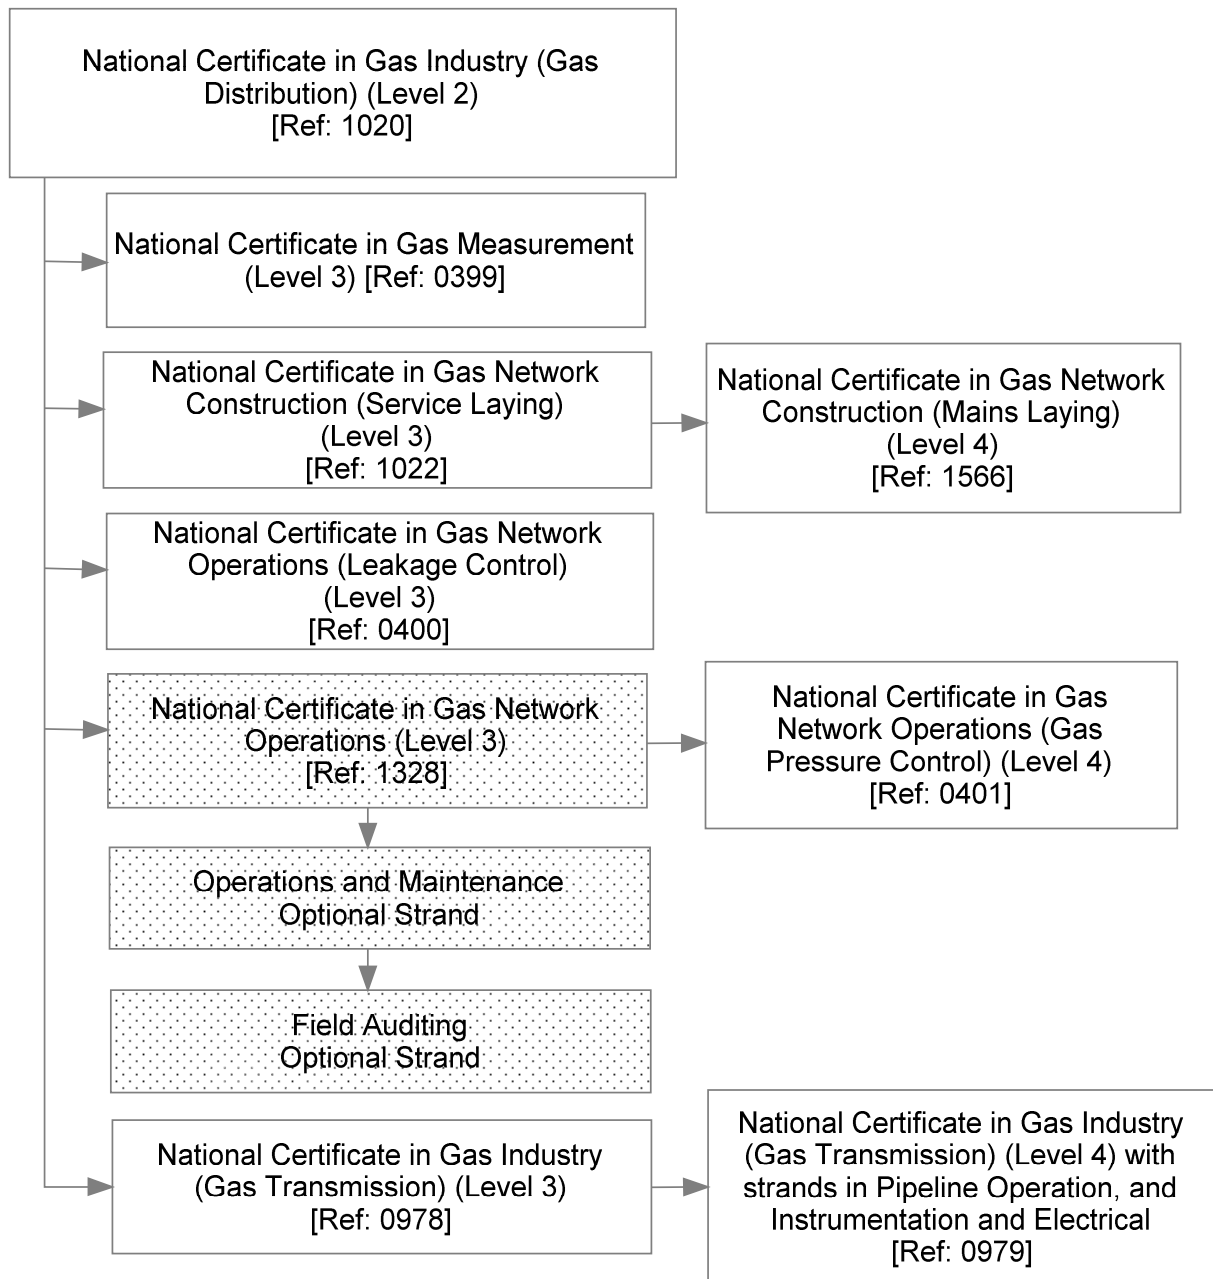 National Certificate in Gas Industry (Gas
Distribution) (Level 2)
[Ref: 1020]
National Certificate in Gas Measurement
(Level 3) [Ref: 0399]
National Certificate in Gas Network
Construction (Service Laying)
(Level 3)
[Ref: 1022]
National Certificate in Gas Network
Construction (Mains Laying)
(Level 4)
[Ref: 1566]
National Certificate in Gas Network
Operations (Leakage Control)
(Level 3)
[Ref: 0400]
National Certificate in Gas Network
Operations (Level 3)
[Ref: 1328]
National Certificate in Gas
Network Operations (Gas
Pressure Control) (Level 4)
[Ref: 0401]
Operations and Maintenance
Optional Strand
Field Auditing
Optional Strand
National Certificate in Gas Industry
(Gas Transmission) (Level 3)
[Ref: 0978]
National Certificate in Gas Industry
(Gas Transmission) (Level 4) with
strands in Pipeline Operation, and
Instrumentation and Electrical
[Ref: 0979]